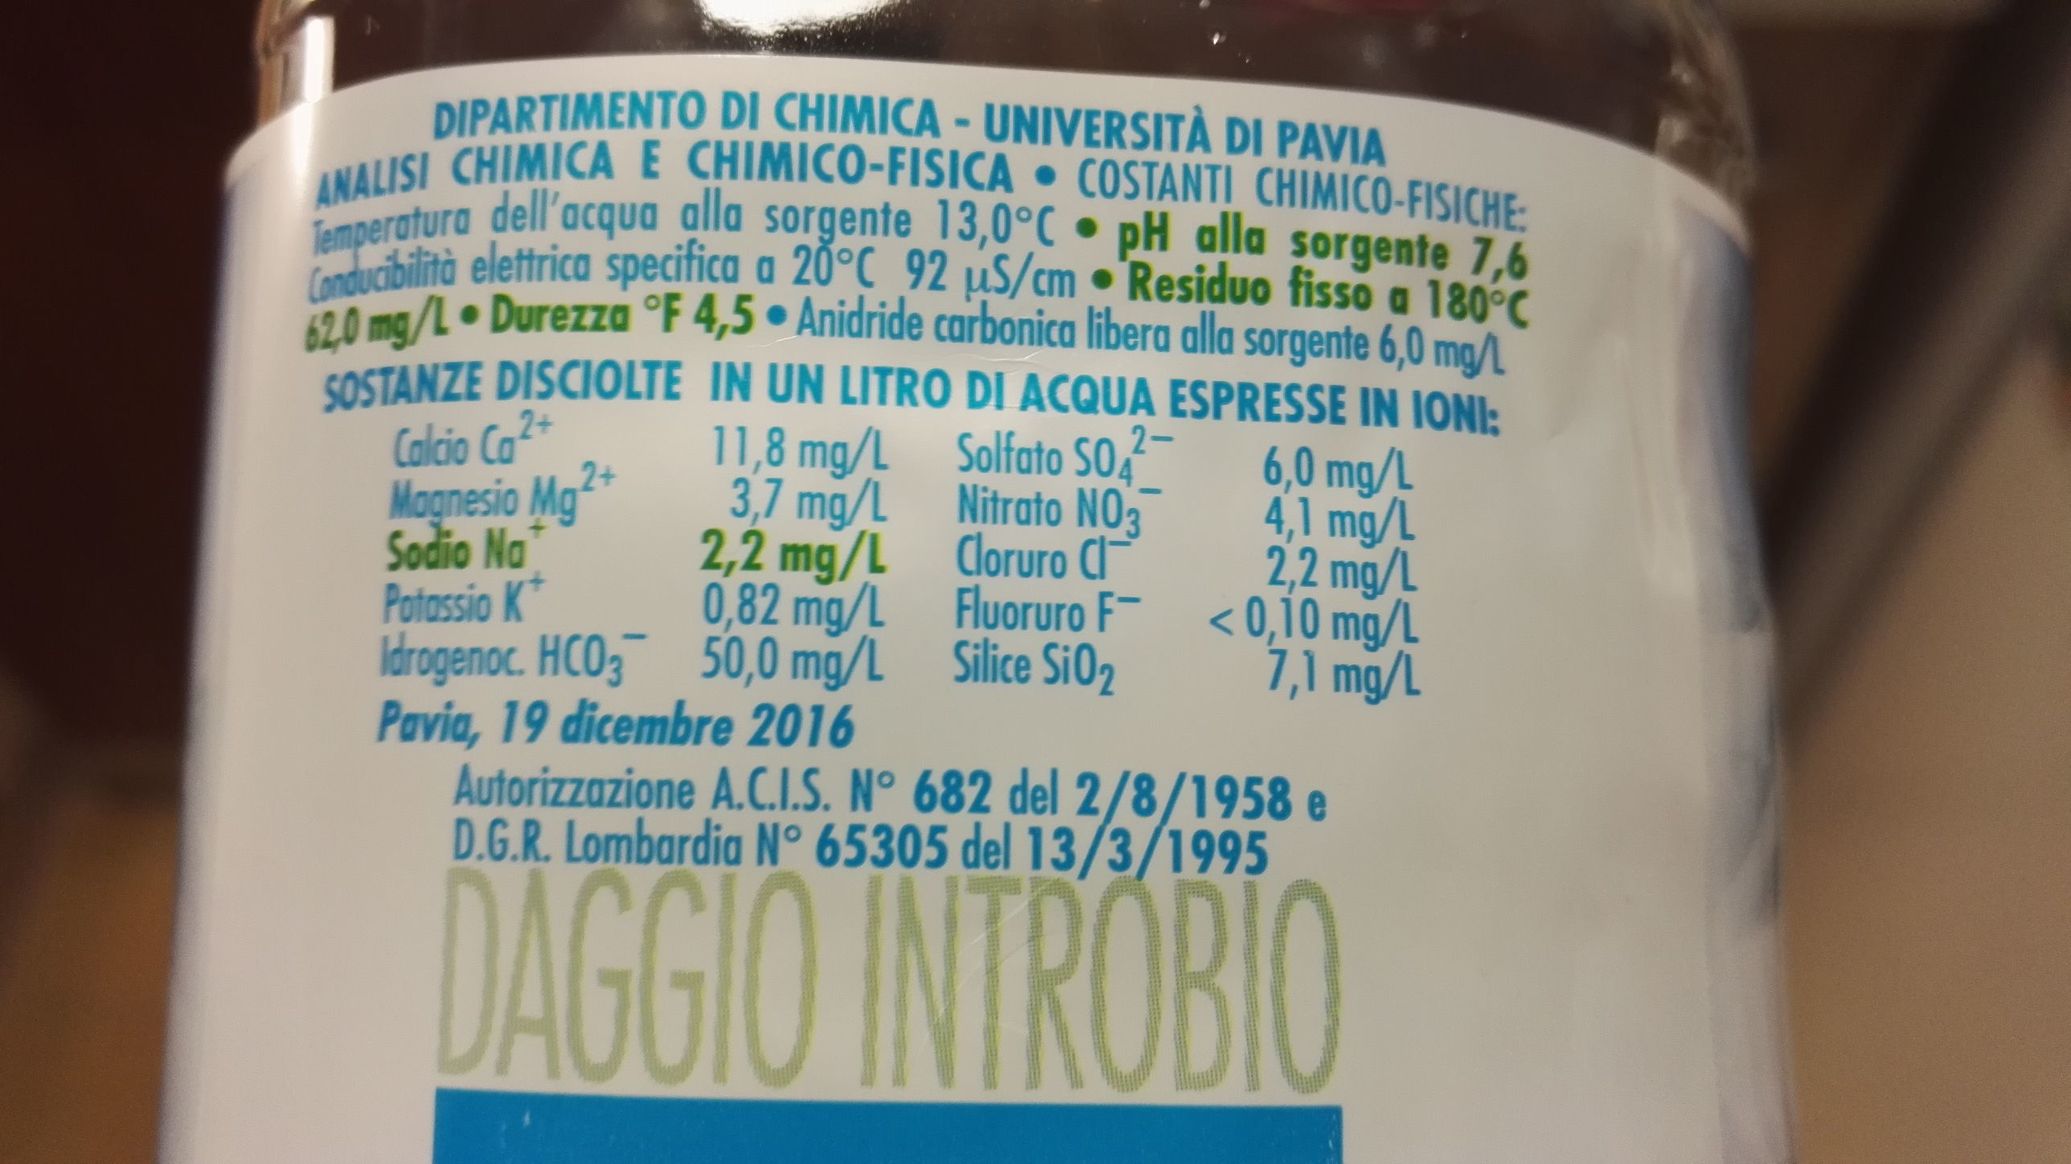 DIPARTIMENTO DI CHIMICA - UNIVERSITÀ DI PAVIA
ANALISI CHIMICA E CHIMICO-FISICA • COSTANTI CHIMICO-FISICHE:
Temperatura dell'acqua alla sorgente 13,0°C • pH alla sorgente 7,6
Conducibilità elettrica specifica a 20°C 92 µS/cm • Residuo fisso a 180°C
62,0 mg/L • Durezza °F 4,5 • Anidride carbonica libera alla sorgente 6,0 mg/L
SOSTANZE DISCIOLTE IN UN LITRO DI ACQUA ESPRESSE IN IONI:
Calcio Ca²⁺ 11,8 mg/L Solfato SO₄²⁻ 6,0 mg/L
Magnesio Mg²⁺ 3,7 mg/L Nitrato NO₃⁻ 4,1 mg/L
Sodio Na⁺ 2,2 mg/L Cloruro Cl⁻ 2,2 mg/L
Potassio K⁺ 0,82 mg/L Fluoruro F⁻ < 0,10 mg/L
Idrogenoc. HCO₃⁻ 50,0 mg/L Silice SiO₂ 7,1 mg/L
Pavia, 19 dicembre 2016
Autorizzazione A.C.I.S. N° 682 del 2/8/1958 e
D.G.R. Lombardia N° 65305 del 13/3/1995
DAGGIO INTROBIO